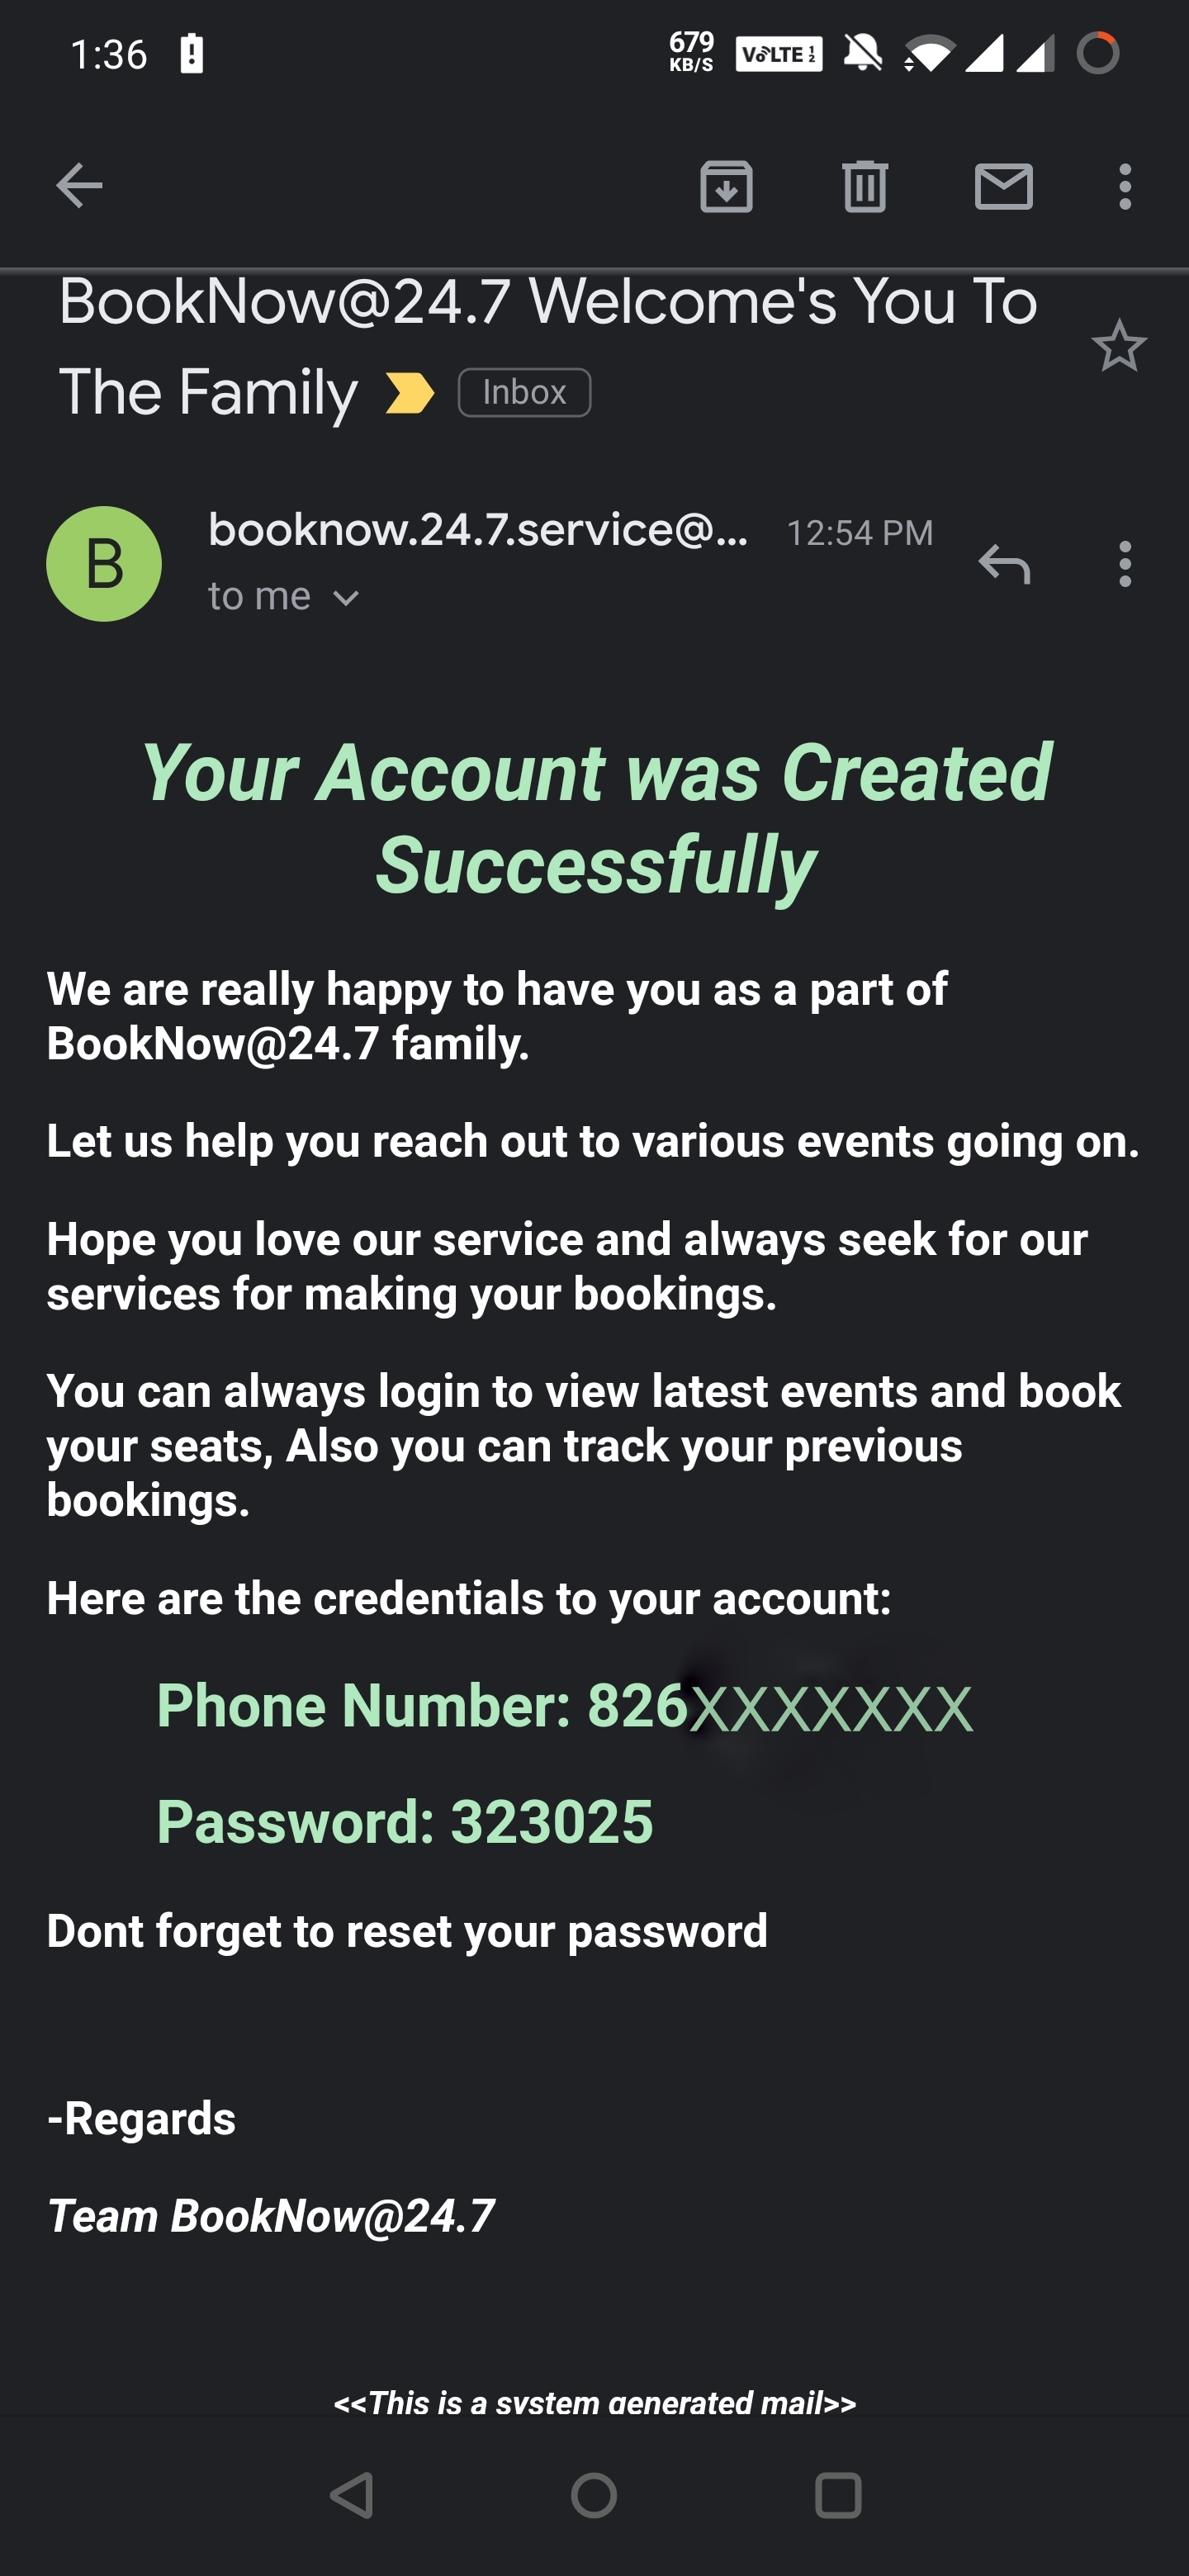 1:36
679
KB/S
VoLTE 1 2
BookNow@24.7 Welcome's You To
The Family Inbox
B
booknow.24.7.service@... 12:54 PM
to me
Your Account was Created
Successfully
We are really happy to have you as a part of
BookNow@24.7 family.
Let us help you reach out to various events going on.
Hope you love our service and always seek for our
services for making your bookings.
You can always login to view latest events and book
your seats, Also you can track your previous
bookings.
Here are the credentials to your account:
Phone Number: 826XXXXXXX
Password: 323025
Dont forget to reset your password
-Regards
Team BookNow@24.7
<<This is a system generated mail>>